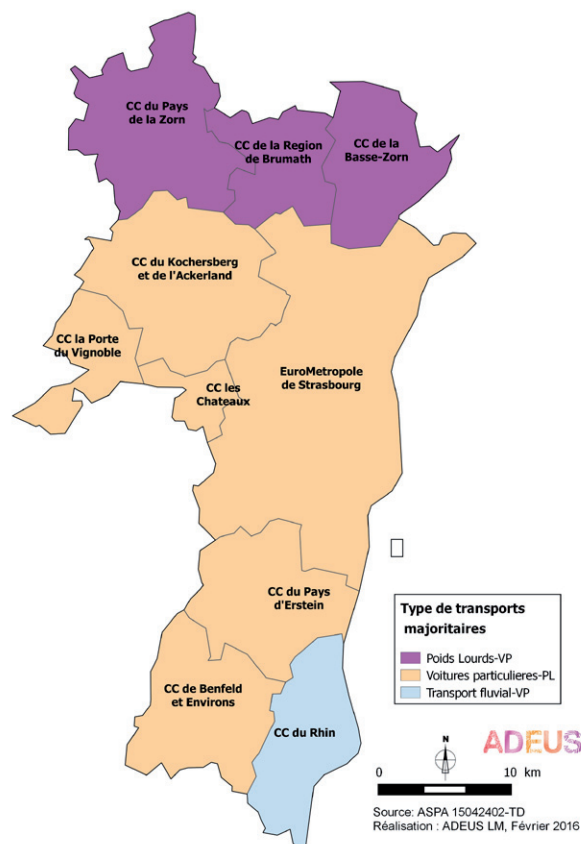 CC du Pays
de la Zorn
CC de la Region
de Brumath
CC de la
Basse-Zorn
CC du Kochersberg
et de l'Ackerland
CC la Porte
du Vignoble
CC les
Chateaux
EuroMetropole
de Strasbourg
CC du Pays
d'Erstein
CC de Benfeld
et Environs
CC du Rhin
Type de transports
majoritaires
Poids Lourds-VP
Voitures particulieres-PL
Transport fluvial-VP
ADEUS
N
0 10 km
Source: ASPA 15042402-TD
Réalisation : ADEUS LM, Février 2016